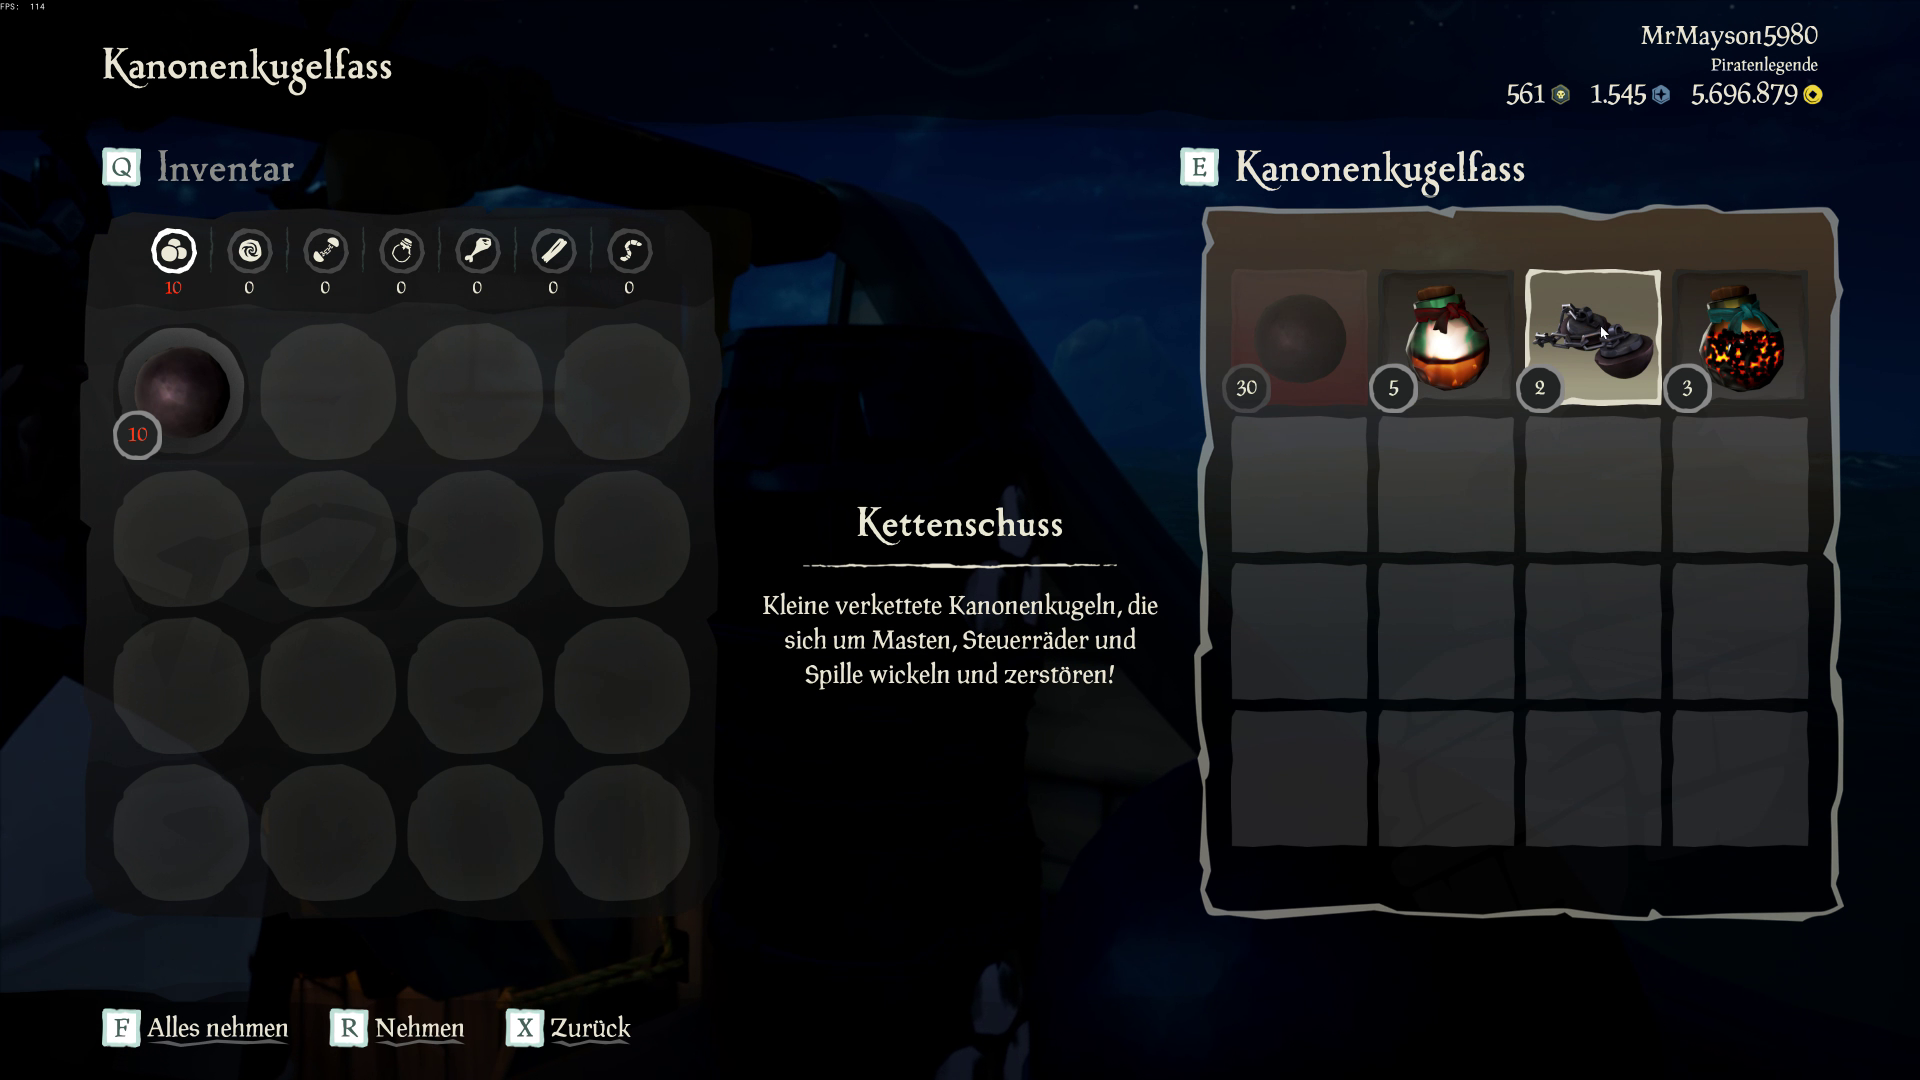 FPS: 114
Kanonenkugelfass
MrMayson5980
Piratenlegende
561 1.545 5.696.879
Q Inventar
E Kanonenkugelfass
10 0 0 0 0 0 0
10
30 5 2 3
Kettenschuss
Kleine verkettete Kanonenkugeln, die
sich um Masten, Steuerräder und
Spille wickeln und zerstören!
F Alles nehmen R Nehmen X Zurück